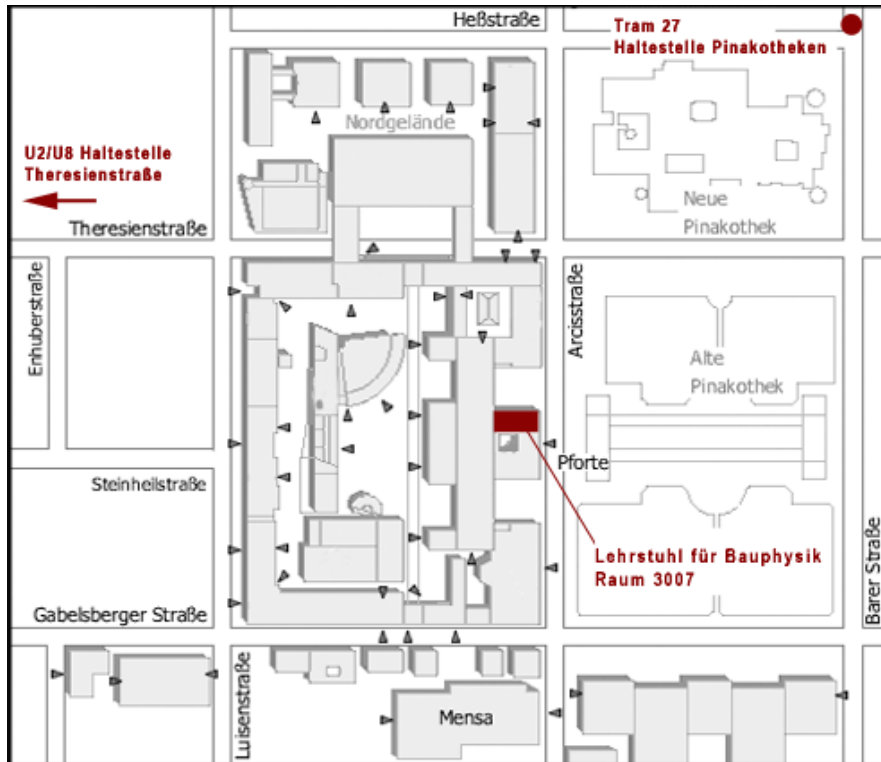 Heßstraße
Tram 27
Haltestelle Pinakotheken
Nordgelände
U2/U8 Haltestelle
Theresienstraße
Theresienstraße
Neue
Pinakothek
Enhuberstraße
Arcisstraße
Alte
Pinakothek
Pforte
Steinheilstraße
Lehrstuhl für Bauphysik
Raum 3007
Barer Straße
Gabelsberger Straße
Luisenstraße
Mensa